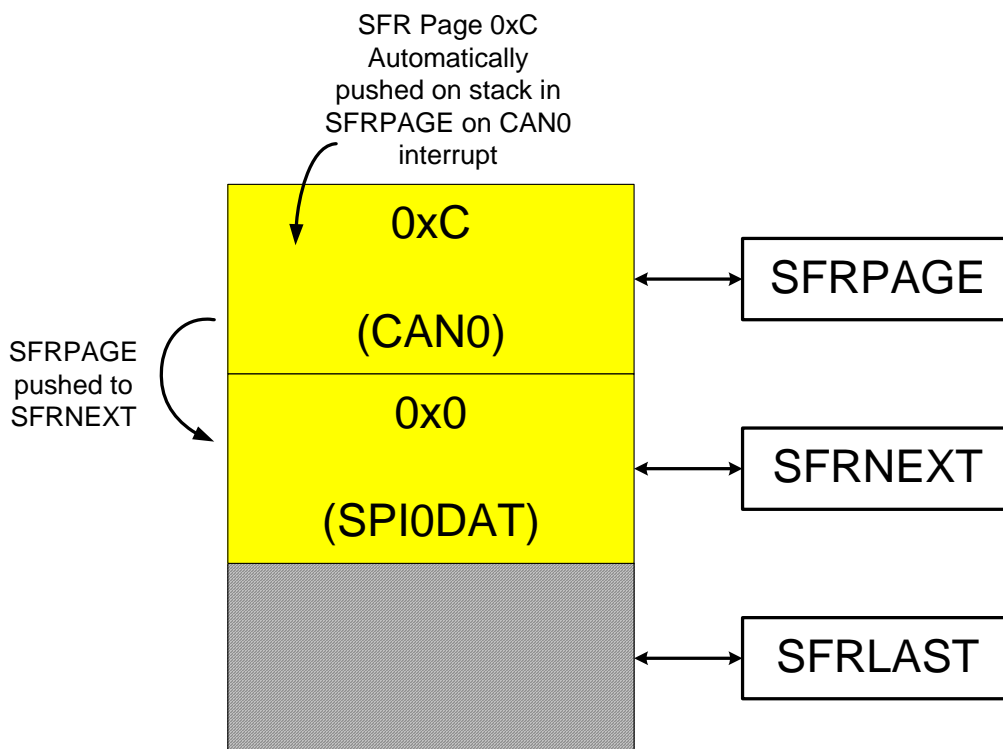 SFR Page 0xC
Automatically
pushed on stack in
SFRPAGE on CAN0
interrupt
0xC
(CAN0)
SFRPAGE
SFRPAGE
pushed to
SFRNEXT
0x0
(SPI0DAT)
SFRNEXT
SFRLAST